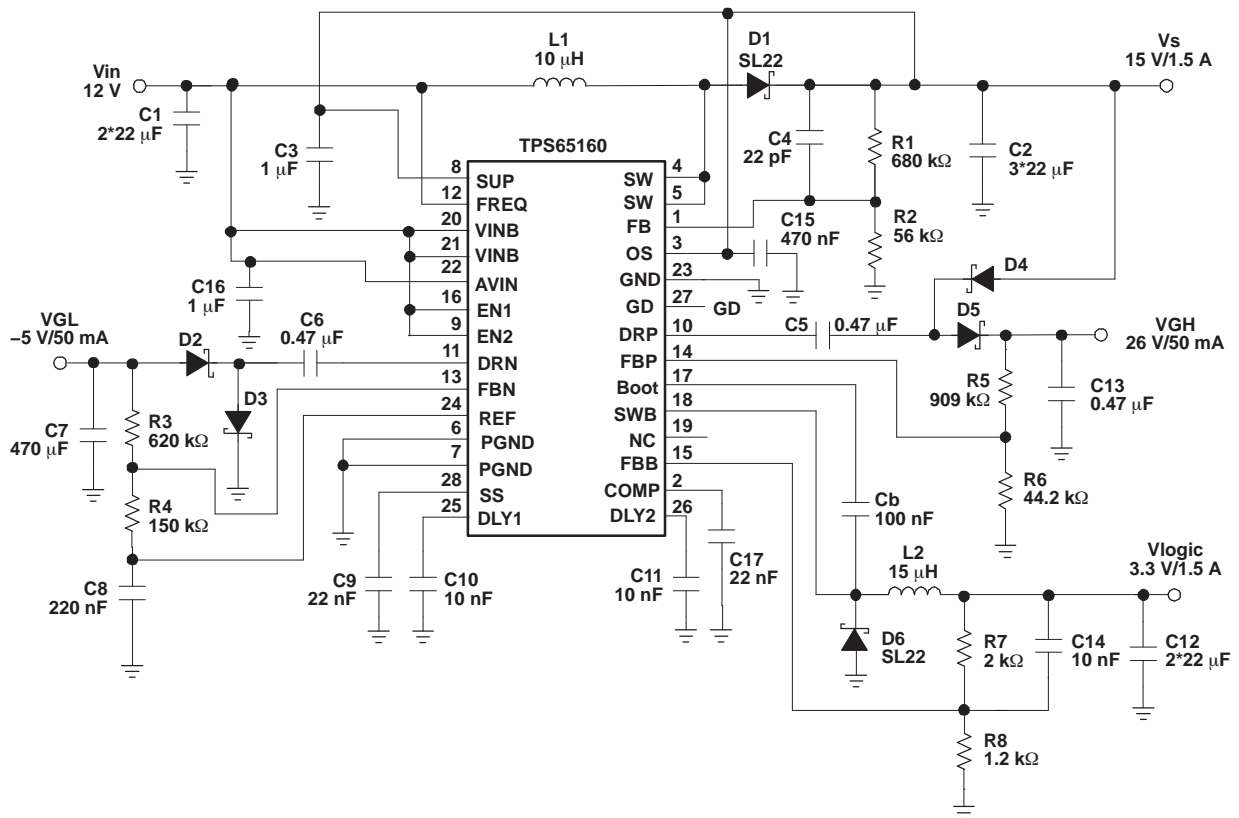 L1
10 µH
D1
SL22
Vs
15 V/1.5 A
Vin
12 V
C1
2*22 µF
C3
1 µF
TPS65160
C4
22 pF
R1
680 kΩ
C2
3*22 µF
8
SUP
12
FREQ
20
VINB
21
VINB
22
AVIN
16
EN1
9
EN2
11
DRN
13
FBN
24
REF
6
PGND
7
PGND
28
SS
25
DLY1
4
SW
5
SW
1
FB
3
OS
23
GND
27
GD
GD
10
DRP
14
FBP
17
Boot
18
SWB
19
NC
15
FBB
2
COMP
26
DLY2
C15
470 nF
R2
56 kΩ
D4
D5
C5
0.47 µF
VGH
26 V/50 mA
R5
909 kΩ
C13
0.47 µF
R6
44.2 kΩ
C16
1 µF
VGL
–5 V/50 mA
D2
C6
0.47 µF
D3
R3
620 kΩ
C7
470 µF
R4
150 kΩ
C8
220 nF
C9
22 nF
C10
10 nF
C11
10 nF
C17
22 nF
Cb
100 nF
L2
15 µH
Vlogic
3.3 V/1.5 A
D6
SL22
R7
2 kΩ
C14
10 nF
C12
2*22 µF
R8
1.2 kΩ